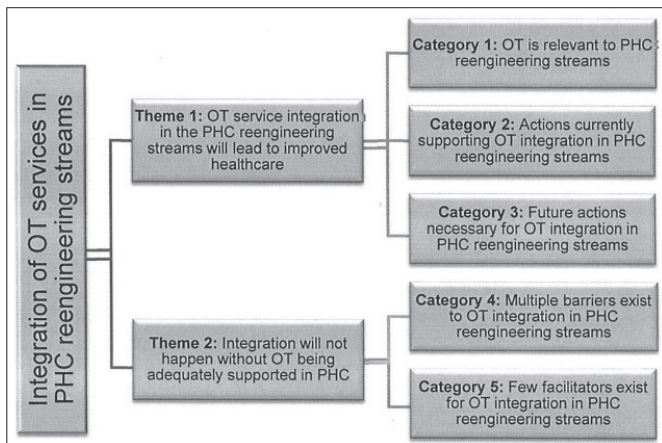 Integration of OT services in
PHC reengineering streams
Theme 1: OT service integration
in the PHC reengineering
streams will lead to improved
healthcare
Category 1: OT is relevant to PHC
reengineering streams
Category 2: Actions currently
supporting OT integration in PHC
reengineering streams
Category 3: Future actions
necessary for OT integration in
PHC reengineering streams
Theme 2: Integration will not
happen without OT being
adequately supported in PHC
Category 4: Multiple barriers exist
to OT integration in PHC
reengineering streams
Category 5: Few facilitators exist
for OT integration in PHC
reengineering streams